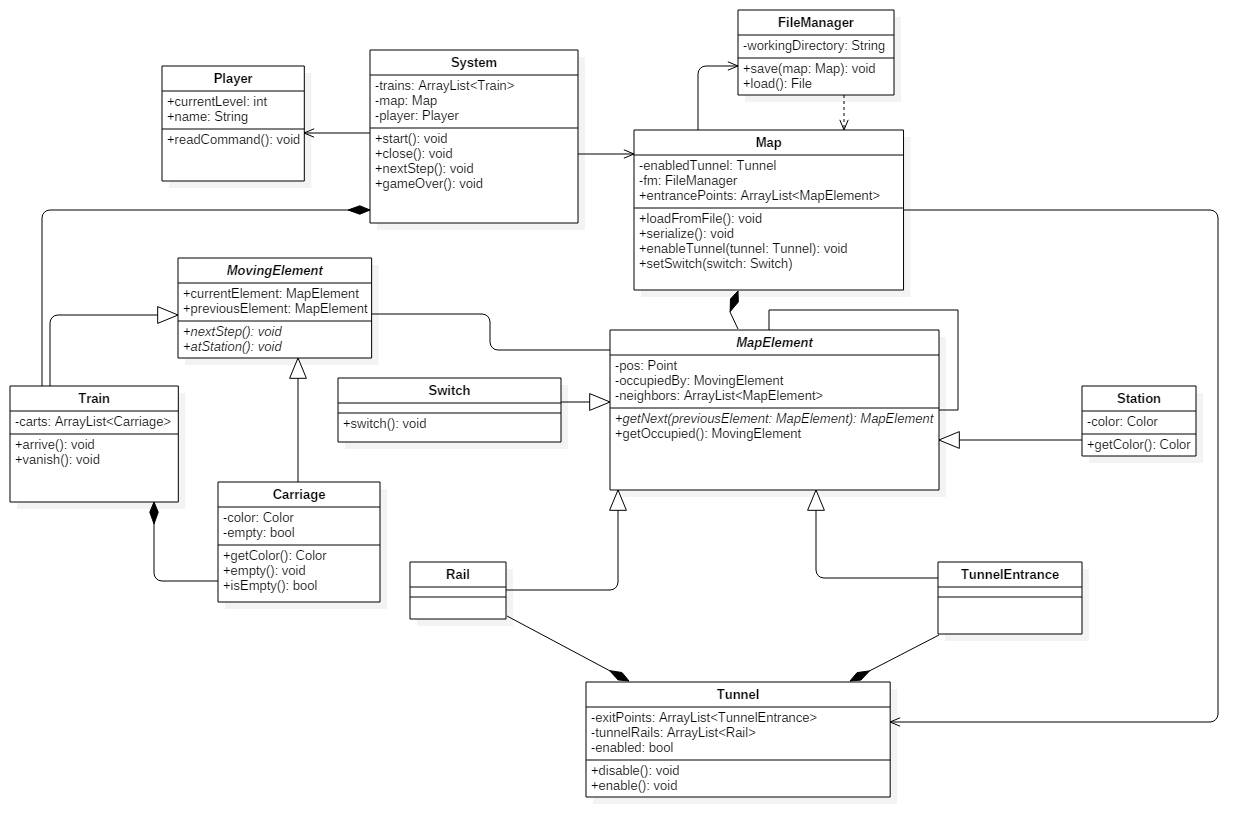 FileManager
-workingDirectory: String
+save(map: Map): void
+load(): File
System
-trains: ArrayList<Train>
-map: Map
-player: Player
+start(): void
+close(): void
+nextStep(): void
+gameOver(): void
Player
+currentLevel: int
+name: String
+readCommand(): void
Map
-enabledTunnel: Tunnel
-fm: FileManager
+entrancePoints: ArrayList<MapElement>
+loadFromFile(): void
+serialize(): void
+enableTunnel(tunnel: Tunnel): void
+setSwitch(switch: Switch)
MovingElement
+currentElement: MapElement
+previousElement: MapElement
+nextStep(): void
+atStation(): void
MapElement
-pos: Point
-occupiedBy: MovingElement
-neighbors: ArrayList<MapElement>
+getNext(previousElement: MapElement): MapElement
+getOccupied(): MovingElement
Switch
+switch(): void
Station
-color: Color
+getColor(): Color
Train
-carts: ArrayList<Carriage>
+arrive(): void
+vanish(): void
Carriage
-color: Color
-empty: bool
+getColor(): Color
+empty(): void
+isEmpty(): bool
Rail
TunnelEntrance
Tunnel
-exitPoints: ArrayList<TunnelEntrance>
-tunnelRails: ArrayList<Rail>
-enabled: bool
+disable(): void
+enable(): void